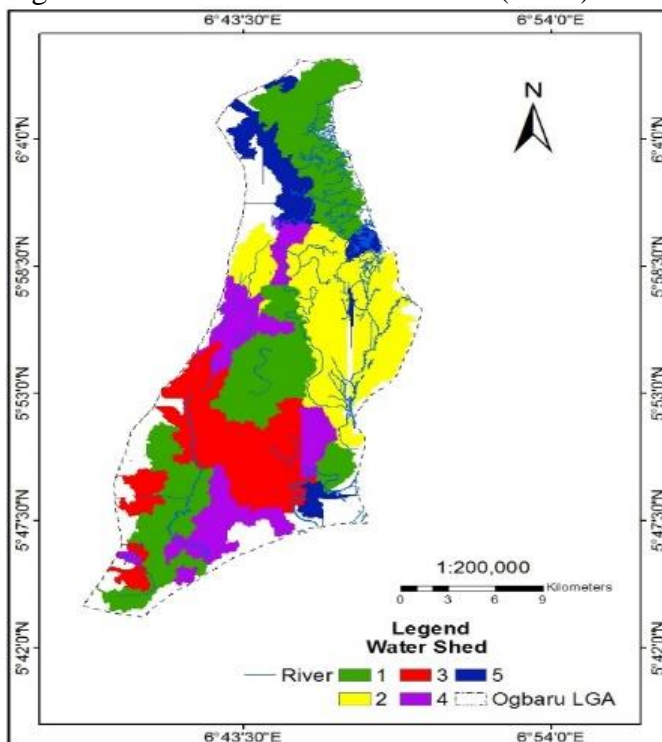 6°43'30"E 6°54'0"E
N
6°4'0"N 6°4'0"N
5°58'30"N 5°58'30"N
5°53'0"N 5°53'0"N
5°47'30"N 5°47'30"N
1:200,000
Kilometers
0 3 6 9
Legend
Water Shed
River 1 3 5
2 4 Ogbaru LGA
5°42'0"N 5°42'0"N
6°43'30"E 6°54'0"E